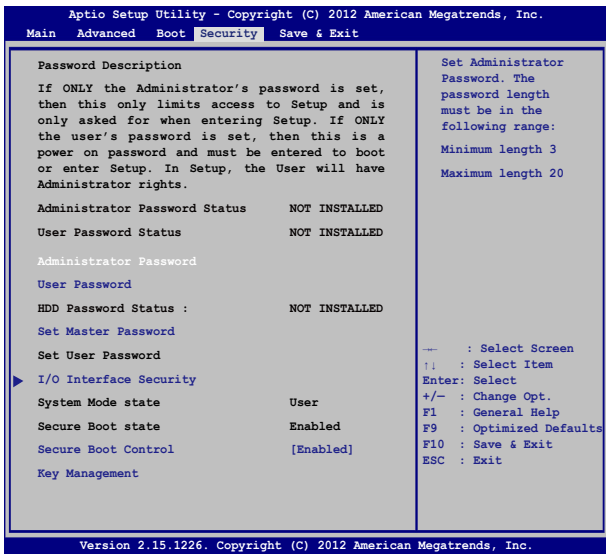 Aptio Setup Utility - Copyright (C) 2012 American Megatrends, Inc.
Main Advanced Boot Security Save & Exit
Password Description
If ONLY the Administrator's password is set,
then this only limits access to Setup and is
only asked for when entering Setup. If ONLY
the user's password is set, then this is a
power on password and must be entered to boot
or enter Setup. In Setup, the User will have
Administrator rights.
Administrator Password Status NOT INSTALLED
User Password Status NOT INSTALLED
Administrator Password
User Password
HDD Password Status : NOT INSTALLED
Set Master Password
Set User Password
I/O Interface Security
System Mode state User
Secure Boot state Enabled
Secure Boot Control [Enabled]
Key Management
Set Administrator
Password. The
password length
must be in the
following range:
Minimum length 3
Maximum length 20
→← : Select Screen
↑↓ : Select Item
Enter: Select
+/— : Change Opt.
F1 : General Help
F9 : Optimized Defaults
F10 : Save & Exit
ESC : Exit
Version 2.15.1226. Copyright (C) 2012 American Megatrends, Inc.